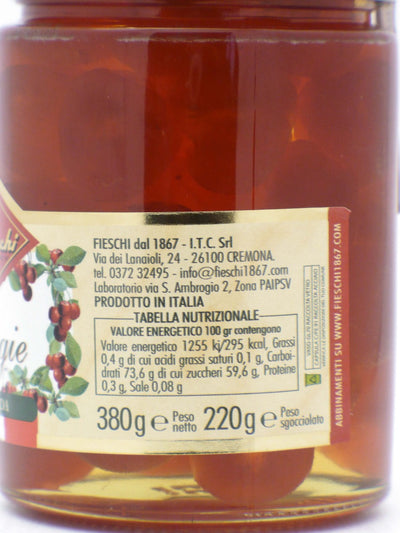 FIESCHI dal 1867 - I.T.C. Srl
Via dei Lanaioli, 24 - 26100 CREMONA.
tel. 0372 32495 - info@fieschi1867.com
Laboratorio via S. Ambrogio 2, Zona PAIPSV
PRODOTTO IN ITALIA
TABELLA NUTRIZIONALE
VALORE ENERGETICO 100 gr contengono
Valore energetico 1255 kj/295 kcal, Grassi
0,4 g di cui acidi grassi saturi 0,1 g, Carboi-
drati 73,6 g di cui zuccheri 59,6 g, Proteine
0,3 g, Sale 0,08 g
380g e Peso netto 220g e Peso sgocciolato
ABBINAMENTI SU WWW.FIESCHI1867.COM